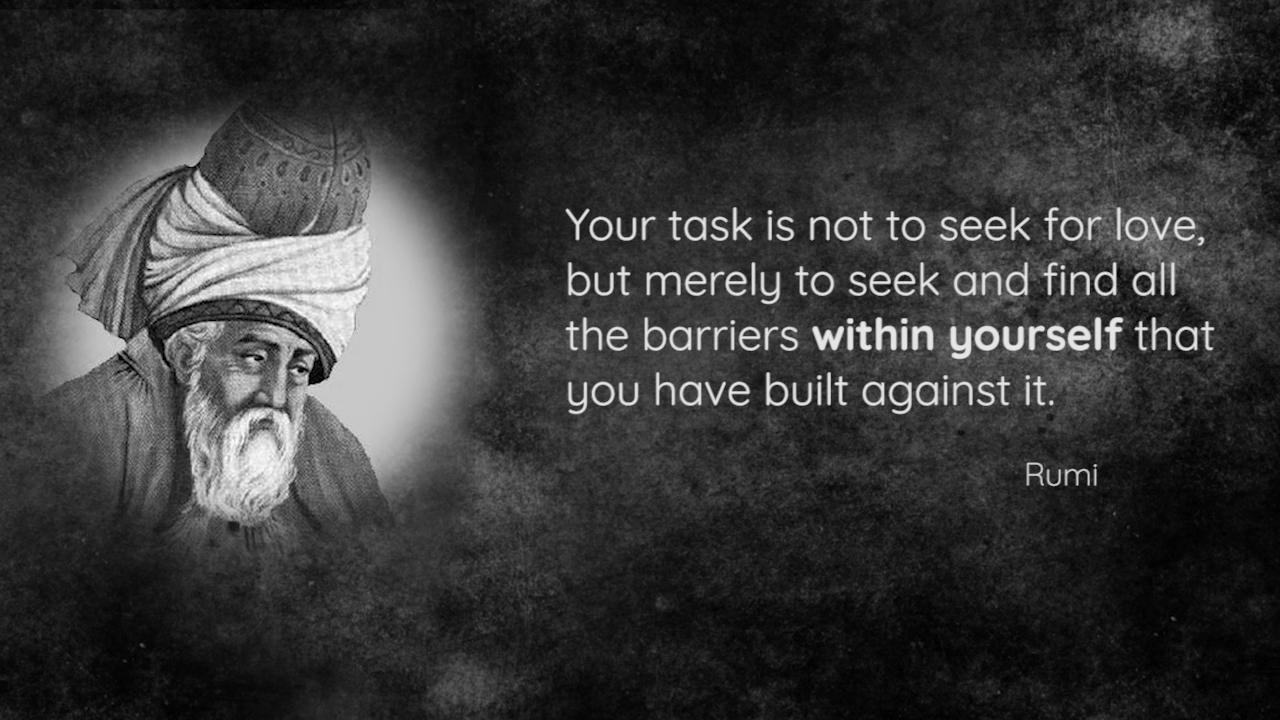 Your task is not to seek for love,
but merely to seek and find all
the barriers within yourself that
you have built against it.
Rumi